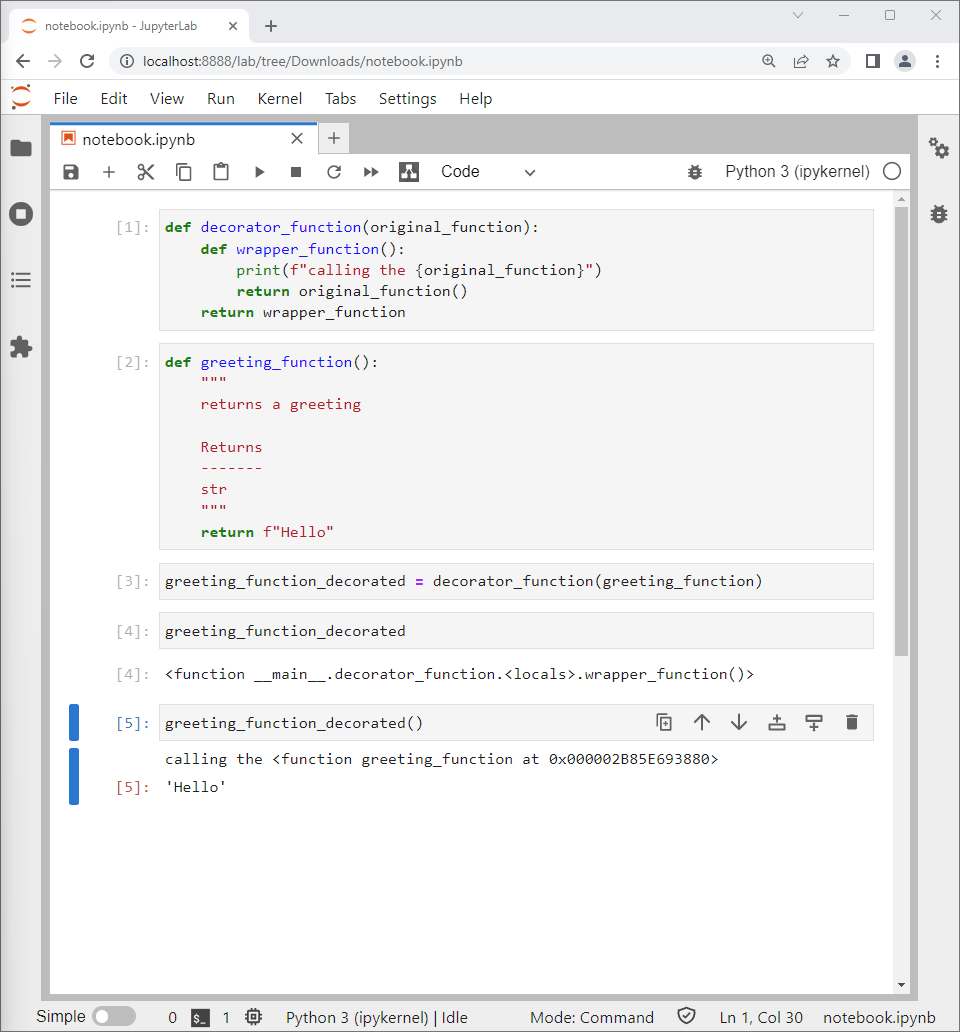 notebook.ipynb - JupyterLab
localhost:8888/lab/tree/Downloads/notebook.ipynb
File Edit View Run Kernel Tabs Settings Help
notebook.ipynb
Code Python 3 (ipykernel)
[1]: def decorator_function(original_function):
    def wrapper_function():
        print(f"calling the {original_function}")
        return original_function()
    return wrapper_function
[2]: def greeting_function():
    """
    returns a greeting
    Returns
    -------
    str
    """
    return f"Hello"
[3]: greeting_function_decorated = decorator_function(greeting_function)
[4]: greeting_function_decorated
[4]: <function __main__.decorator_function.<locals>.wrapper_function()>
[5]: greeting_function_decorated()
calling the <function greeting_function at 0x000002B85E693880>
[5]: 'Hello'
Simple 0 $_ 1 Python 3 (ipykernel) | Idle Mode: Command Ln 1, Col 30 notebook.ipynb